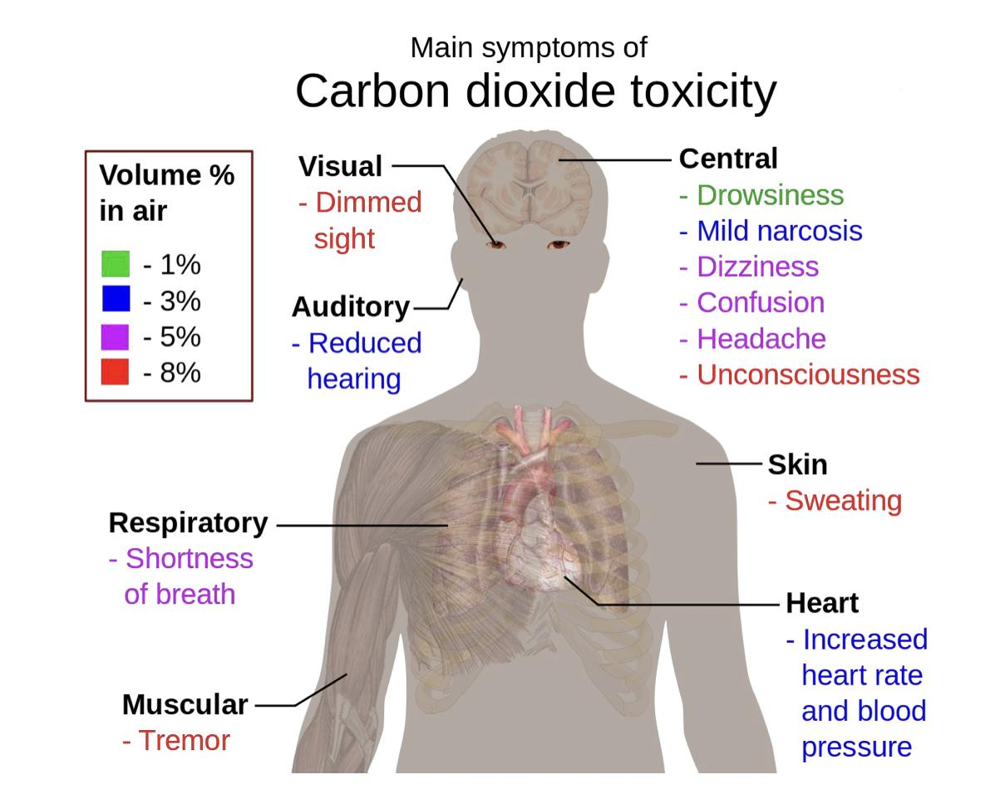 Main symptoms of
Carbon dioxide toxicity
Volume %
in air
- 1%
- 3%
- 5%
- 8%
Visual
- Dimmed
sight
Auditory
- Reduced
hearing
Respiratory
- Shortness
of breath
Muscular
- Tremor
Central
- Drowsiness
- Mild narcosis
- Dizziness
- Confusion
- Headache
- Unconsciousness
Skin
- Sweating
Heart
- Increased
heart rate
and blood
pressure